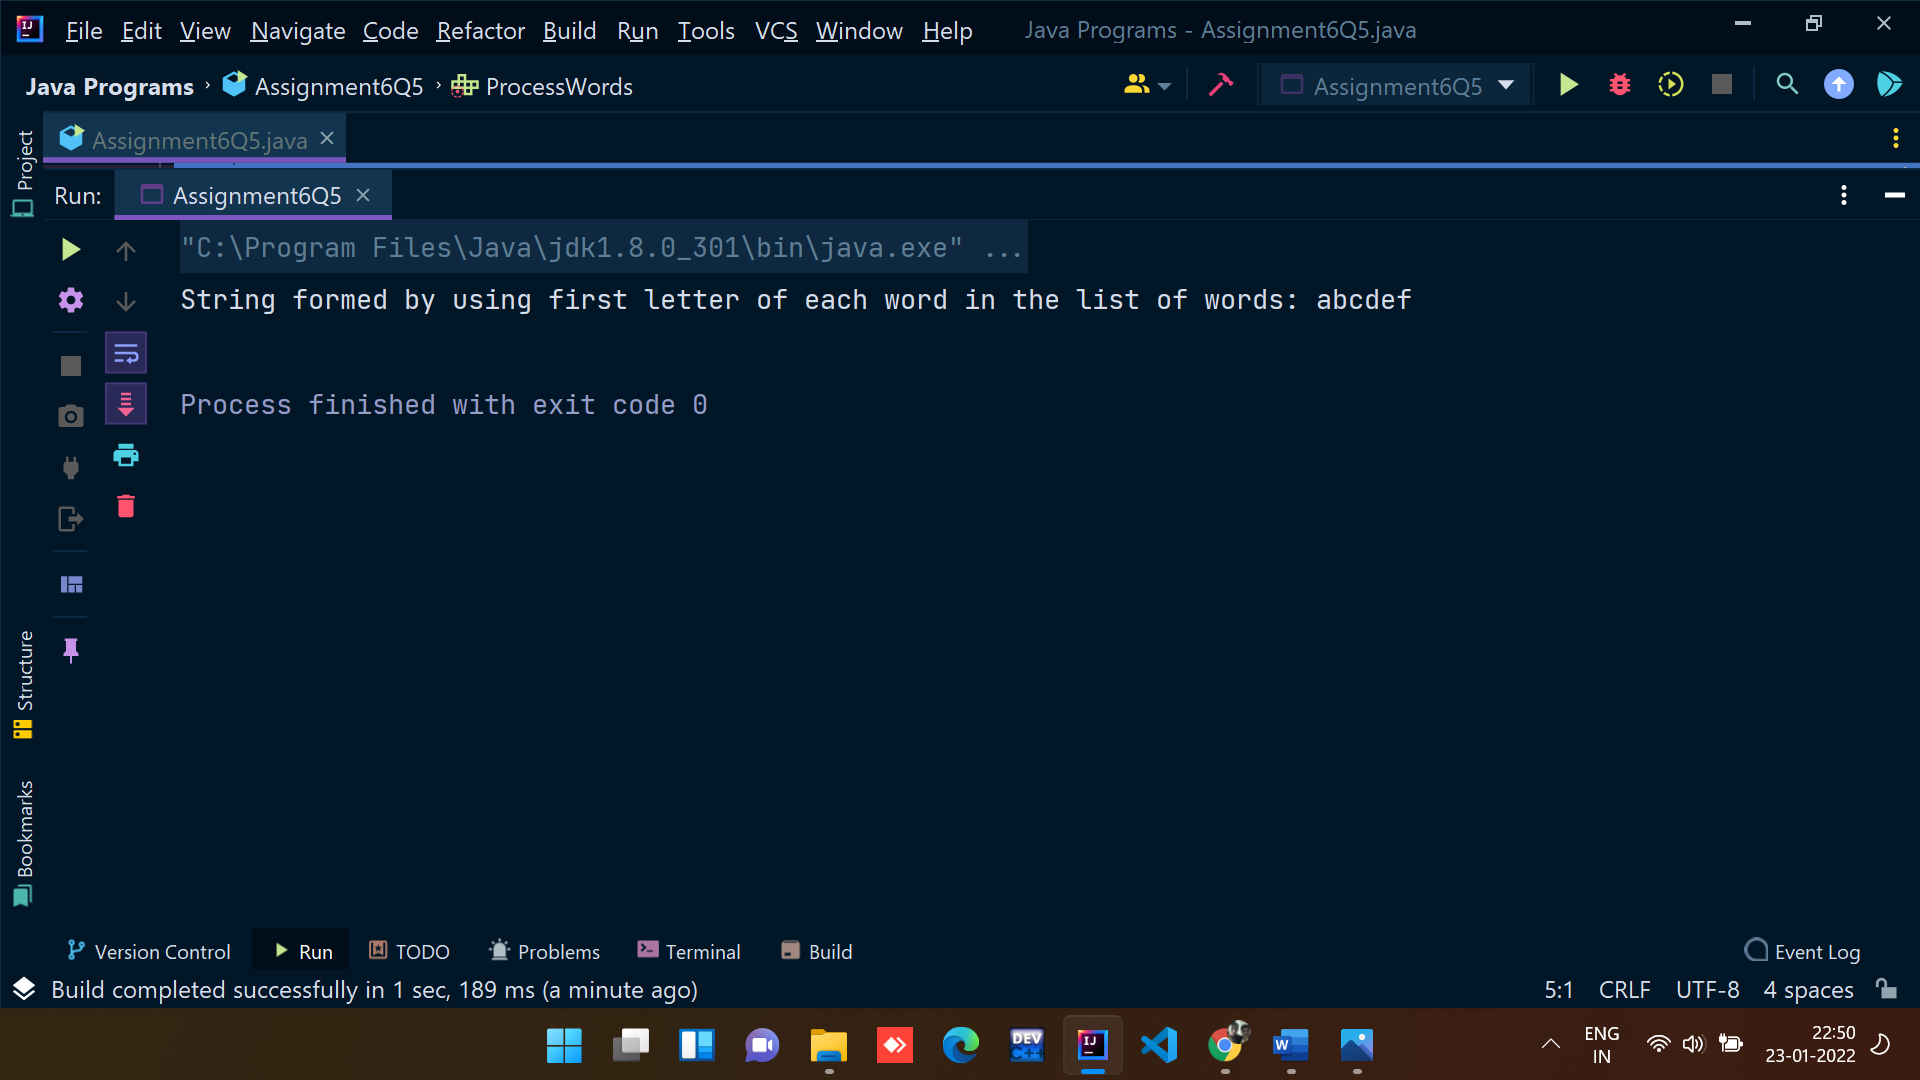 File Edit View Navigate Code Refactor Build Run Tools VCS Window Help Java Programs - Assignment6Q5.java
Java Programs › Assignment6Q5 › ProcessWords Assignment6Q5
Assignment6Q5.java
Project
Run: Assignment6Q5
"C:\Program Files\Java\jdk1.8.0_301\bin\java.exe" ...
String formed by using first letter of each word in the list of words: abcdef
Process finished with exit code 0
Structure
Bookmarks
Version Control Run TODO Problems Terminal Build Event Log
Build completed successfully in 1 sec, 189 ms (a minute ago) 5:1 CRLF UTF-8 4 spaces
DEV
C++
IJ
W
ENG
IN
22:50
23-01-2022